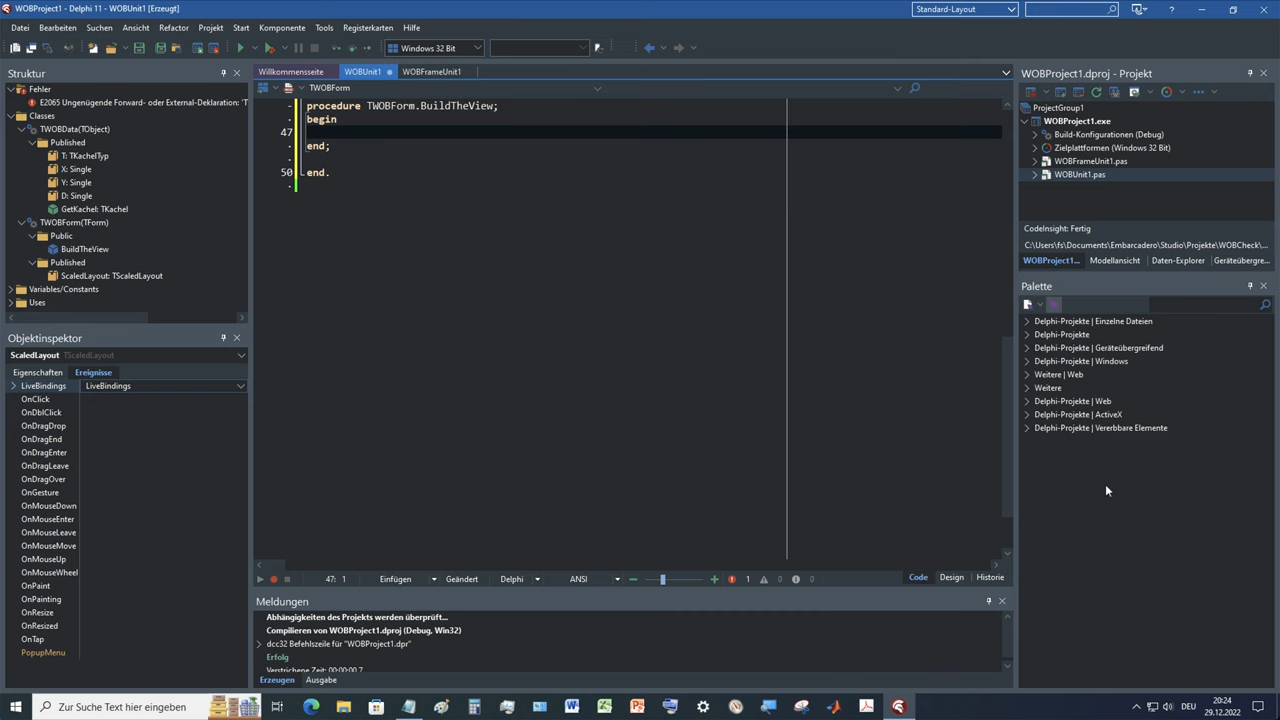 WOBProject1 - Delphi 11 - WOBUnit1 [Erzeugt]
Standard-Layout
Datei Bearbeiten Suchen Ansicht Refactor Projekt Start Komponente Tools Registerkarten Hilfe
Windows 32 Bit
Struktur
Fehler
E2065 Ungenügende Forward- oder External-Deklaration: 'T
Classes
TWOBData(TObject)
Published
T: TKachelTyp
X: Single
Y: Single
D: Single
GetKachel: TKachel
TWOBForm(TForm)
Public
BuildTheView
Published
ScaledLayout: TScaledLayout
Variables/Constants
Uses
Objektinspektor
ScaledLayout TScaledLayout
Eigenschaften Ereignisse
LiveBindings LiveBindings
OnClick
OnDblClick
OnDragDrop
OnDragEnd
OnDragEnter
OnDragLeave
OnDragOver
OnGesture
OnMouseDown
OnMouseEnter
OnMouseLeave
OnMouseMove
OnMouseUp
OnMouseWheel
OnPaint
OnPainting
OnResize
OnResized
OnTap
PopupMenu
Willkommensseite WOBUnit1 WOBFrameUnit1
TWOBForm
procedure TWOBForm.BuildTheView;
begin
47
end;
50 end.
47: 1 Einfügen Geändert Delphi ANSI 1 0 0 Code Design Historie
Meldungen
Abhängigkeiten des Projekts werden überprüft...
Compilieren von WOBProject1.dproj (Debug, Win32)
dcc32 Befehlszeile für "WOBProject1.dpr"
Erfolg
Verstrichene Zeit: 00:00:00.7
Erzeugen Ausgabe
WOBProject1.dproj - Projekt
ProjectGroup1
WOBProject1.exe
Build-Konfigurationen (Debug)
Zielplattformen (Windows 32 Bit)
WOBFrameUnit1.pas
WOBUnit1.pas
CodeInsight: Fertig
C:\Users\fs\Documents\Embarcadero\Studio\Projekte\WOBCheck\...
WOBProject1... Modellansicht Daten-Explorer Geräteübergre...
Palette
Delphi-Projekte | Einzelne Dateien
Delphi-Projekte
Delphi-Projekte | Geräteübergreifend
Delphi-Projekte | Windows
Weitere | Web
Weitere
Delphi-Projekte | Web
Delphi-Projekte | ActiveX
Delphi-Projekte | Vererbbare Elemente
Zur Suche Text hier eingeben
DEU
20:24
29.12.2022